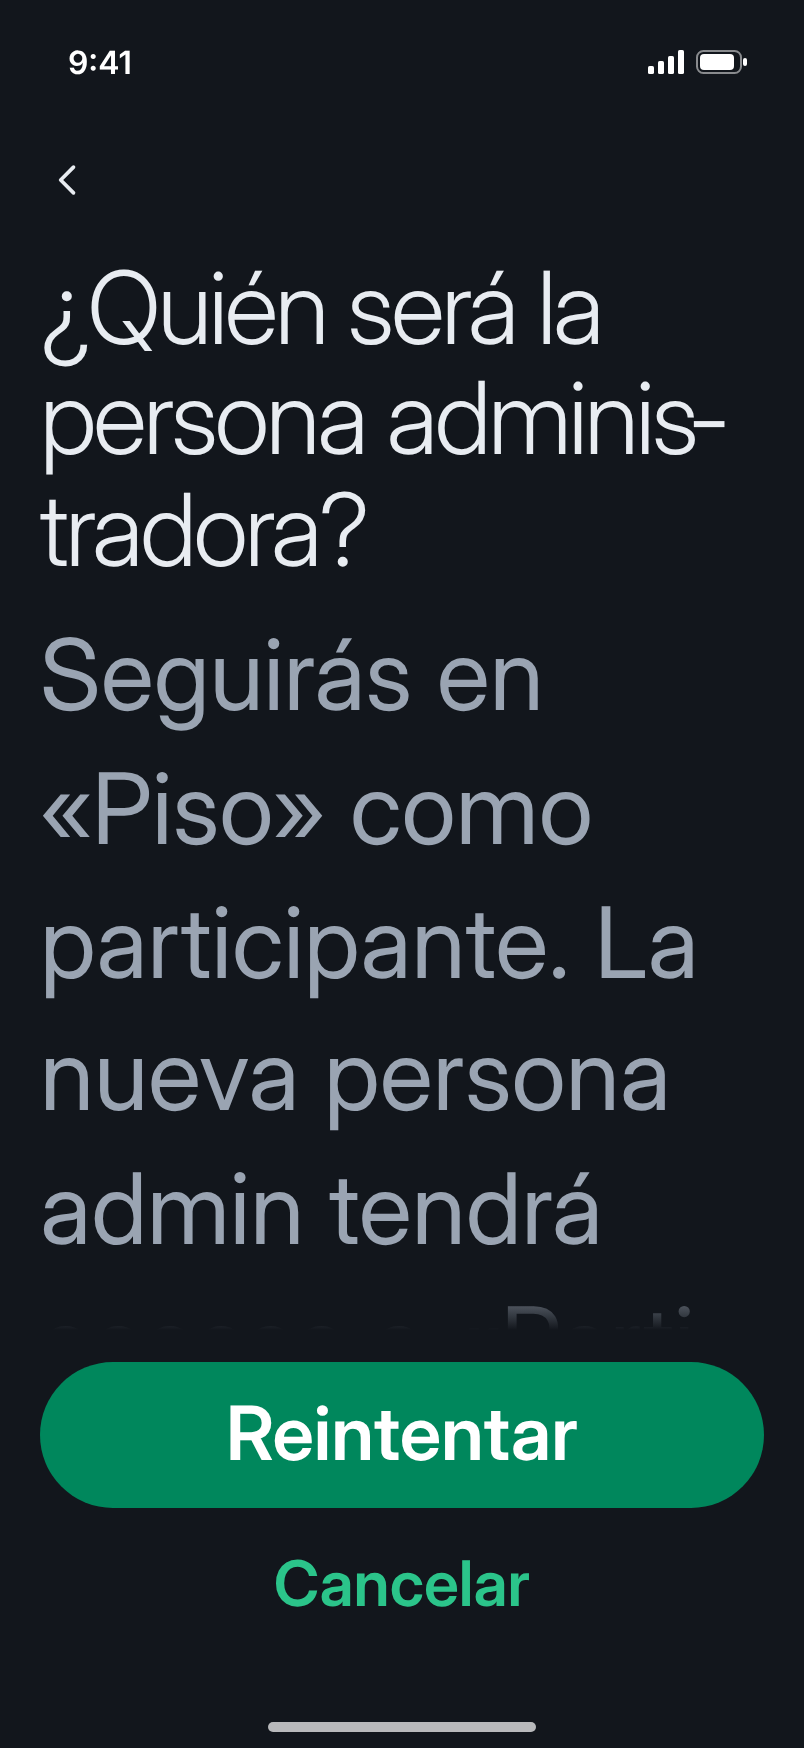 9:41
¿Quién será la
persona adminis-
tradora?
Seguirás en
«Piso» como
participante. La
nueva persona
admin tendrá
Reintentar
Cancelar